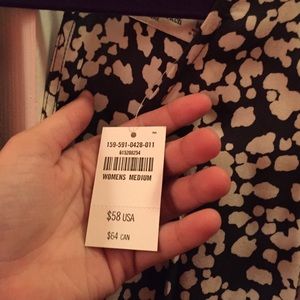 159-591-0428-011
WOMENS MEDIUM
$58 USA
$64 CAN